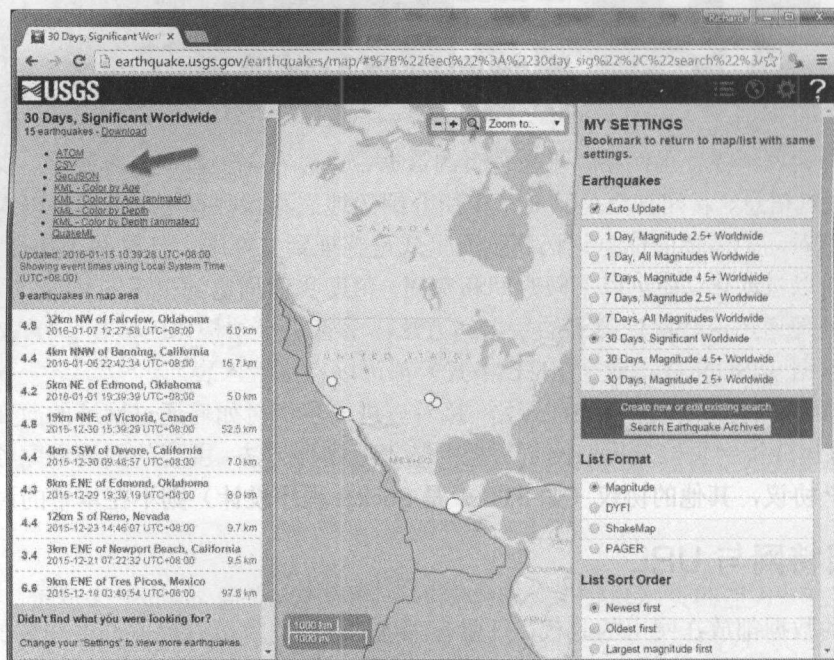 Richard
30 Days, Significant Worl
earthquake.usgs.gov/earthquakes/map/#%7B%22feed%22%3A%2230day_sig%22%2C%22search%22%3
USGS
30 Days, Significant Worldwide
15 earthquakes - Download
ATOM
CSV
GeoJSON
KML - Color by Age
KML - Color by Age (animated)
KML - Color by Depth
KML - Color by Depth (animated)
QuakeML
Updated: 2016-01-15 10:39:28 UTC+08:00
Showing event times using Local System Time
(UTC+08:00)
9 earthquakes in map area
4.8 32km NW of Fairview, Oklahoma
2016-01-07 12:27:58 UTC+08:00 6.0 km
4.4 4km NNW of Banning, California
2016-01-06 22:42:34 UTC+08:00 16.7 km
4.2 5km NE of Edmond, Oklahoma
2016-01-01 19:39:39 UTC+08:00 5.0 km
4.8 19km NNE of Victoria, Canada
2015-12-30 15:39:29 UTC+08:00 52.5 km
4.4 4km SSW of Devore, California
2015-12-30 09:48:57 UTC+08:00 7.0 km
4.3 8km ENE of Edmond, Oklahoma
2015-12-29 19:39:19 UTC+08:00 8.0 km
4.4 12km S of Reno, Nevada
2015-12-23 14:46:07 UTC+08:00 9.7 km
3.4 3km ENE of Newport Beach, California
2015-12-21 07:22:32 UTC+08:00 9.5 km
6.6 9km ENE of Tres Picos, Mexico
2015-12-18 03:49:54 UTC+08:00 97.8 km
Didn't find what you were looking for?
Change your "Settings" to view more earthquakes.
Zoom to...
CANADA
UNITED STATES
MEXICO
1000 km
1000 mi
?
MY SETTINGS
Bookmark to return to map/list with same
settings.
Earthquakes
Auto Update
1 Day, Magnitude 2.5+ Worldwide
1 Day, All Magnitudes Worldwide
7 Days, Magnitude 4.5+ Worldwide
7 Days, Magnitude 2.5+ Worldwide
7 Days, All Magnitudes Worldwide
30 Days, Significant Worldwide
30 Days, Magnitude 4.5+ Worldwide
30 Days, Magnitude 2.5+ Worldwide
Create new or edit existing search
Search Earthquake Archives
List Format
Magnitude
DYFI
ShakeMap
PAGER
List Sort Order
Newest first
Oldest first
Largest magnitude first